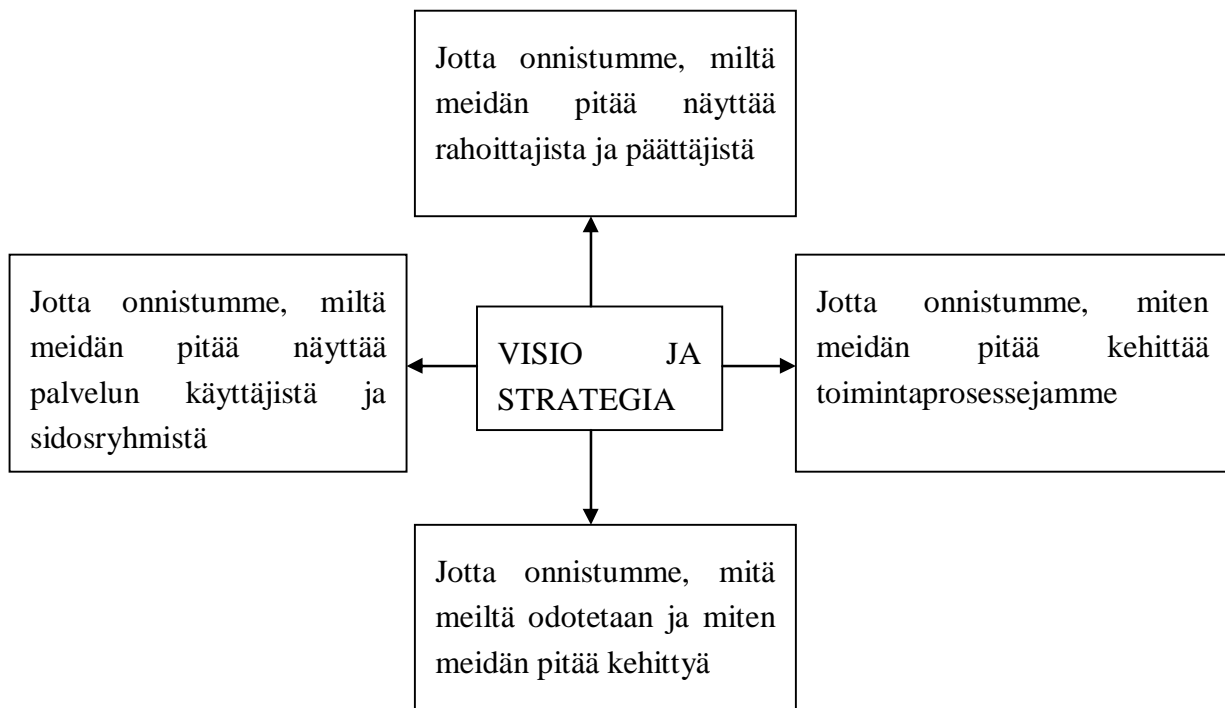 Jotta onnistumme, miltä
meidän pitää näyttää
rahoittajista ja päättäjistä
Jotta onnistumme, miltä
meidän pitää näyttää
palvelun käyttäjistä ja
sidosryhmistä
VISIO JA
STRATEGIA
Jotta onnistumme, miten
meidän pitää kehittää
toimintaprosessejamme
Jotta onnistumme, mitä
meiltä odotetaan ja miten
meidän pitää kehittyä